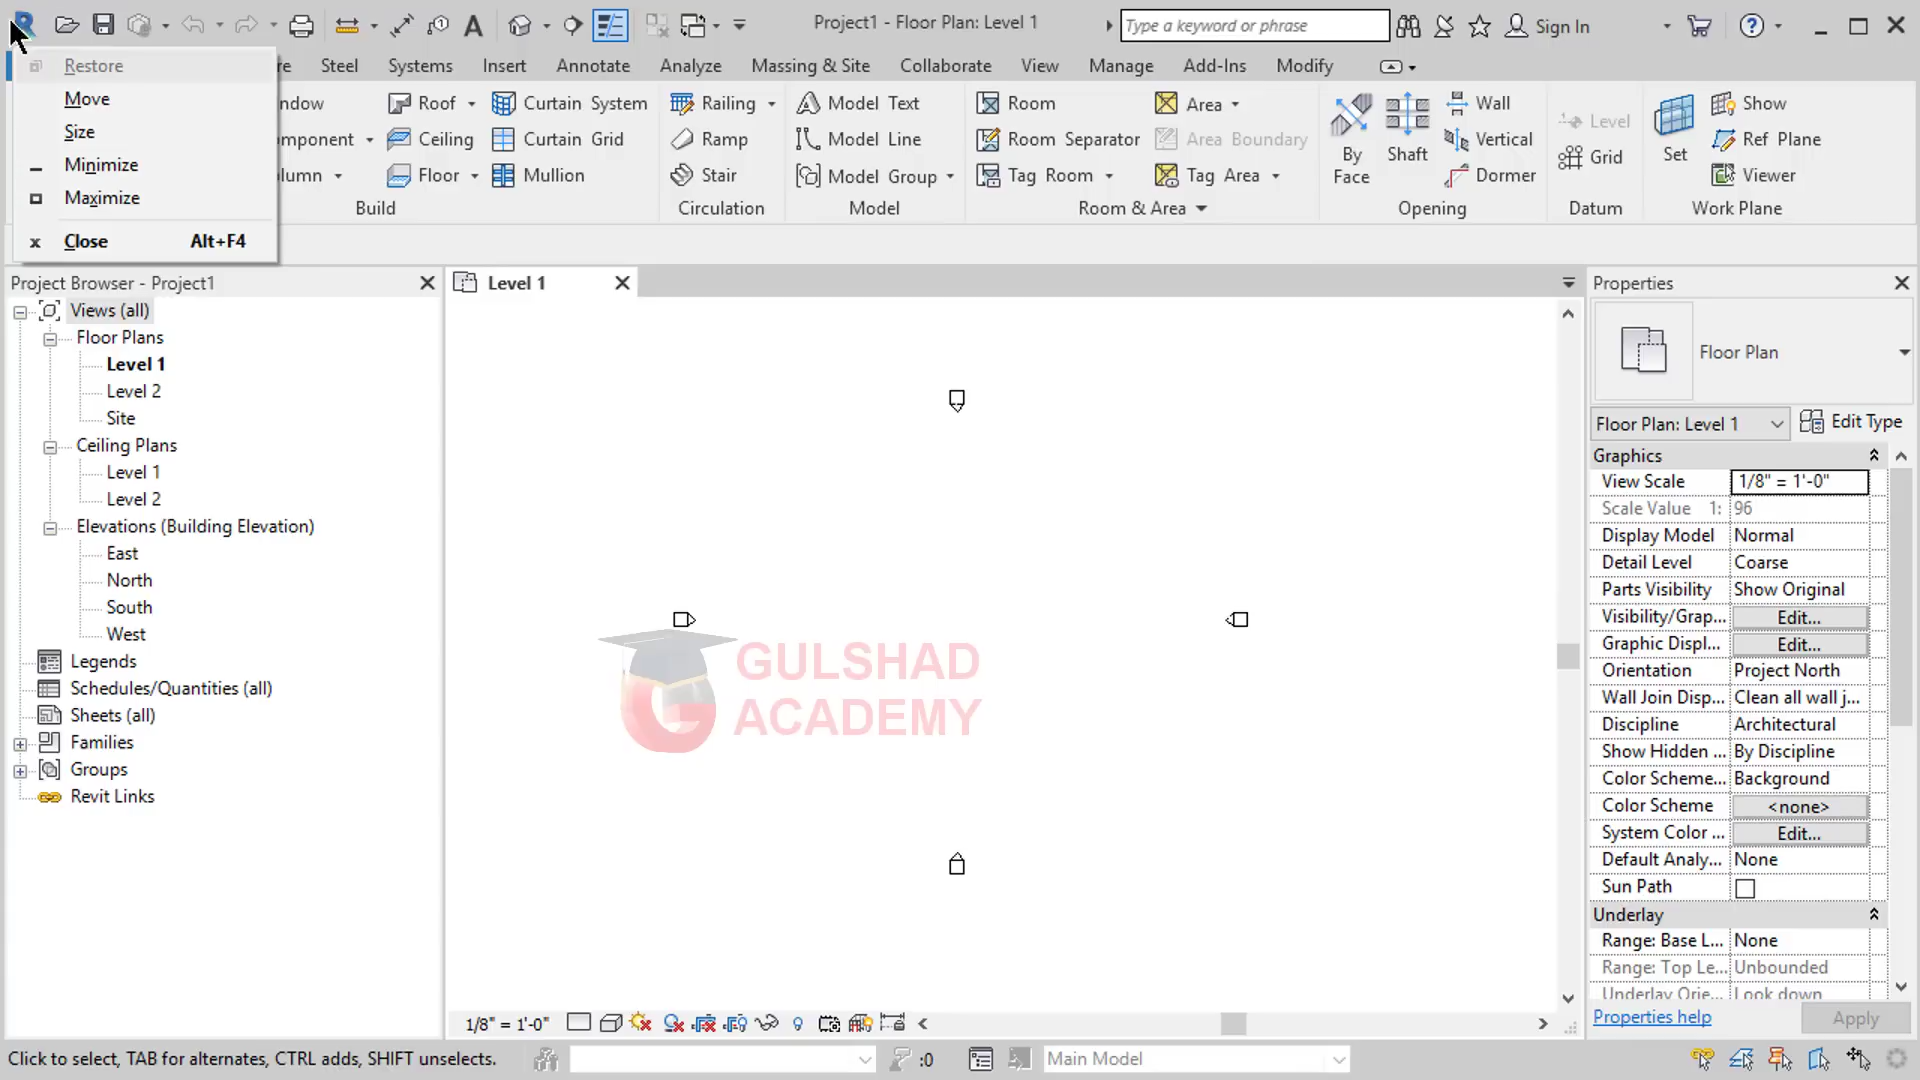 Project1 - Floor Plan: Level 1
Type a keyword or phrase
Sign In
Restore
Move
Size
Minimize
Maximize
Close Alt+F4
re Steel Systems Insert Annotate Analyze Massing & Site Collaborate View Manage Add-Ins Modify
ndow Roof Curtain System Railing Model Text Room Area Wall Show
omponent Ceiling Curtain Grid Ramp Model Line Room Separator Area Boundary By Face Shaft Vertical Level Grid Set Ref Plane
lumn Floor Mullion Stair Model Group Tag Room Tag Area Dormer Viewer
Build Circulation Model Room & Area Opening Datum Work Plane
Project Browser - Project1
Views (all)
Floor Plans
Level 1
Level 2
Site
Ceiling Plans
Level 1
Level 2
Elevations (Building Elevation)
East
North
South
West
Legends
Schedules/Quantities (all)
Sheets (all)
Families
Groups
Revit Links
Level 1
GULSHAD
ACADEMY
Properties
Floor Plan
Floor Plan: Level 1 Edit Type
Graphics
View Scale 1/8" = 1'-0"
Scale Value 1: 96
Display Model Normal
Detail Level Coarse
Parts Visibility Show Original
Visibility/Grap... Edit...
Graphic Displ... Edit...
Orientation Project North
Wall Join Disp... Clean all wall j...
Discipline Architectural
Show Hidden ... By Discipline
Color Scheme... Background
Color Scheme <none>
System Color ... Edit...
Default Analy... None
Sun Path
Underlay
Range: Base L... None
Range: Top Le... Unbounded
Underlay Orie... Look down
Properties help Apply
1/8" = 1'-0"
Click to select, TAB for alternates, CTRL adds, SHIFT unselects.
:0
Main Model